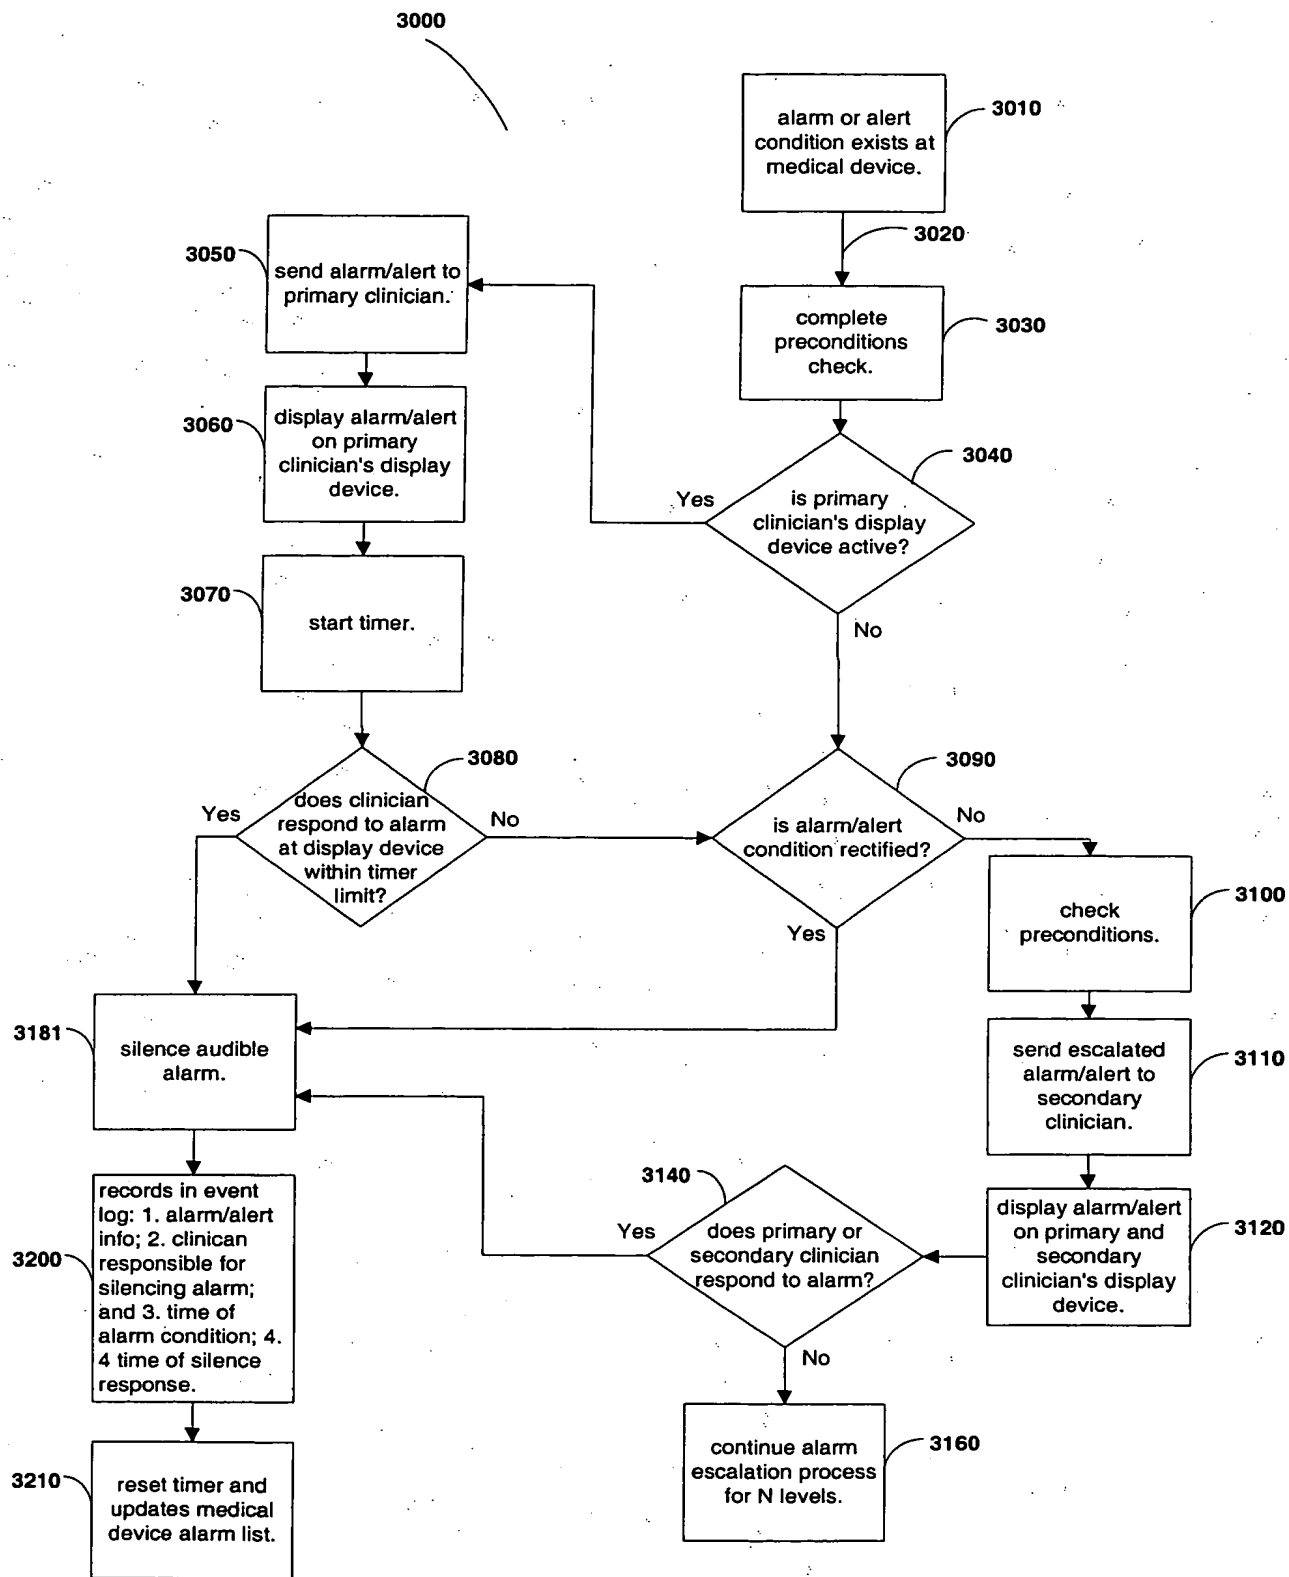 3000
alarm or alert
condition exists at
medical device.
3010
3020
3050
send alarm/alert to
primary clinician.
complete
preconditions
check.
3030
3060
display alarm/alert
on primary
clinician's display
device.
3040
Yes
is primary
clinician's display
device active?
No
3070
start timer.
3080
Yes
does clinician
respond to alarm
at display device
within timer
limit?
No
3090
is alarm/alert
condition rectified?
No
Yes
3100
check
preconditions.
3181
silence audible
alarm.
3110
send escalated
alarm/alert to
secondary
clinician.
3200
records in event
log: 1. alarm/alert
info; 2. clinican
responsible for
silencing alarm;
and 3. time of
alarm condition; 4.
4 time of silence
response.
3140
Yes
does primary or
secondary clinician
respond to alarm?
No
display alarm/alert
on primary and
secondary
clinician's display
device.
3120
3210
reset timer and
updates medical
device alarm list.
continue alarm
escalation process
for N levels.
3160